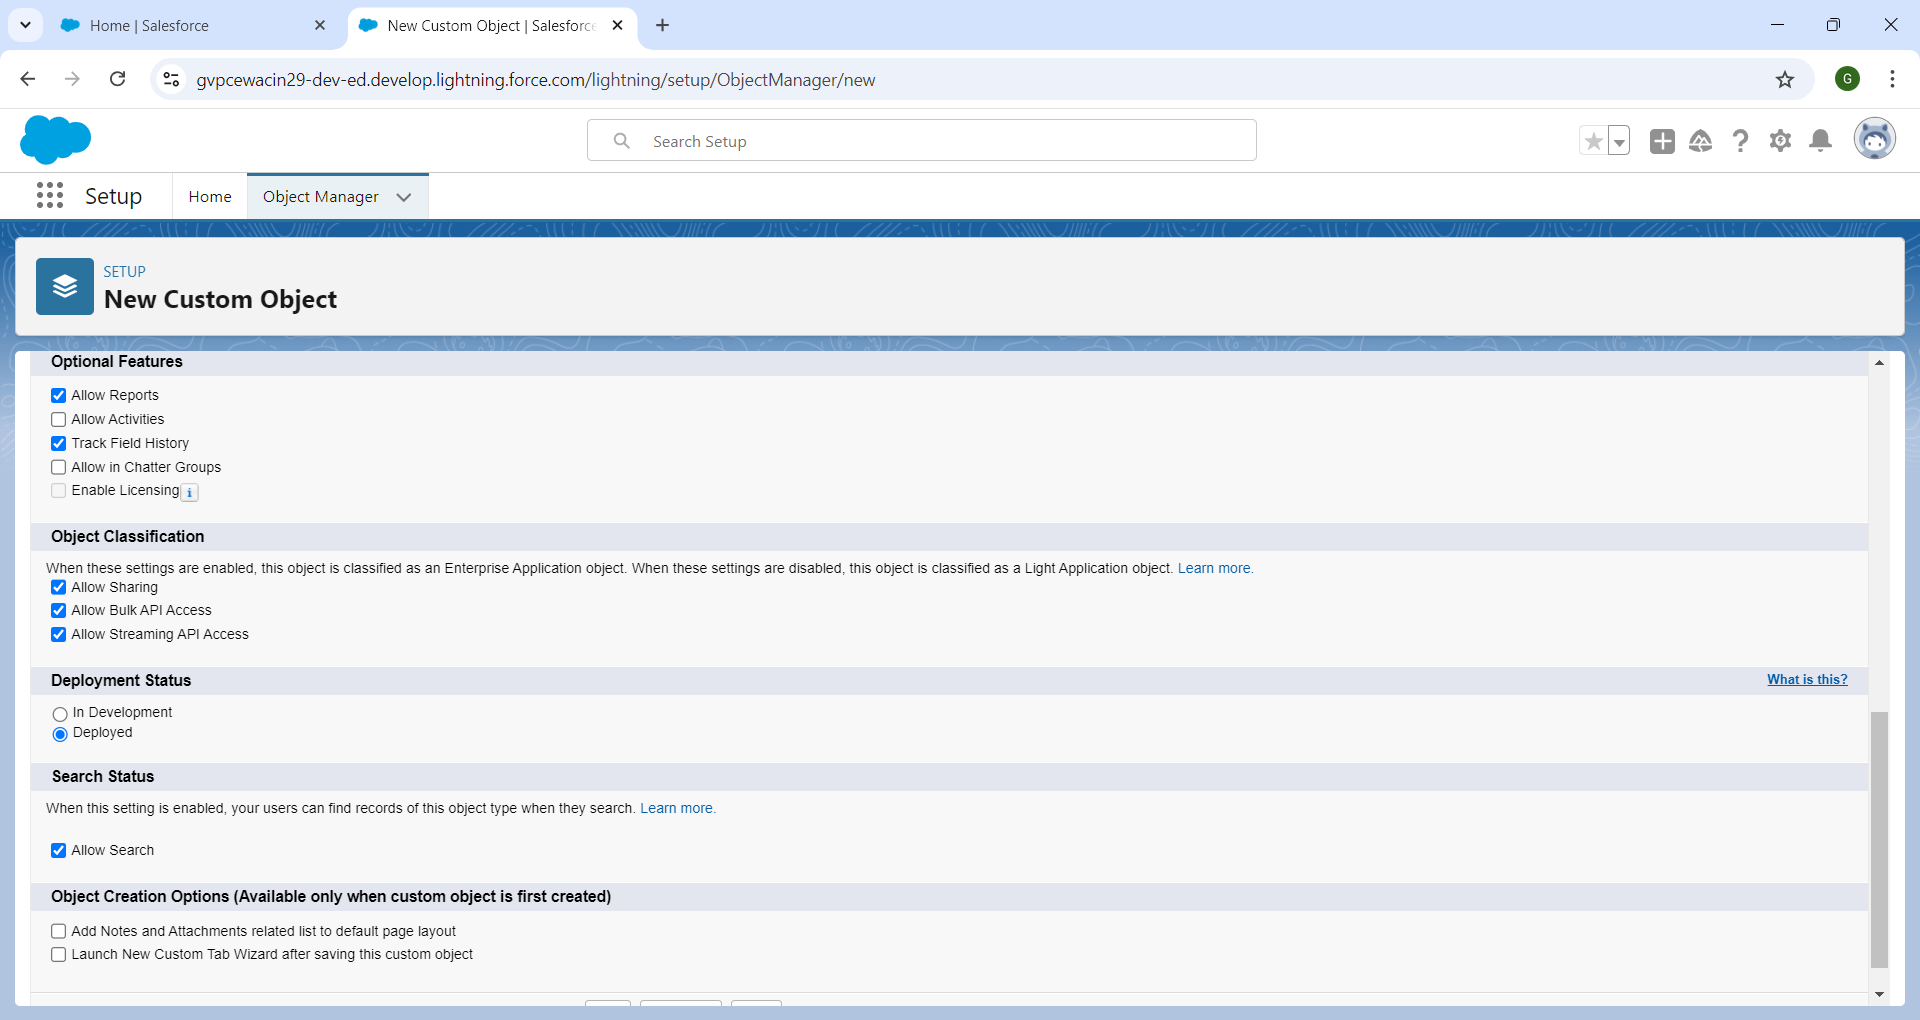 Home | Salesforce
New Custom Object | Salesforce
gvpcewacin29-dev-ed.develop.lightning.force.com/lightning/setup/ObjectManager/new
G
Search Setup
Setup
Home
Object Manager
SETUP
New Custom Object
Optional Features
Allow Reports
Allow Activities
Track Field History
Allow in Chatter Groups
Enable Licensing i
Object Classification
When these settings are enabled, this object is classified as an Enterprise Application object. When these settings are disabled, this object is classified as a Light Application object. Learn more.
Allow Sharing
Allow Bulk API Access
Allow Streaming API Access
Deployment Status
What is this?
In Development
Deployed
Search Status
When this setting is enabled, your users can find records of this object type when they search. Learn more.
Allow Search
Object Creation Options (Available only when custom object is first created)
Add Notes and Attachments related list to default page layout
Launch New Custom Tab Wizard after saving this custom object